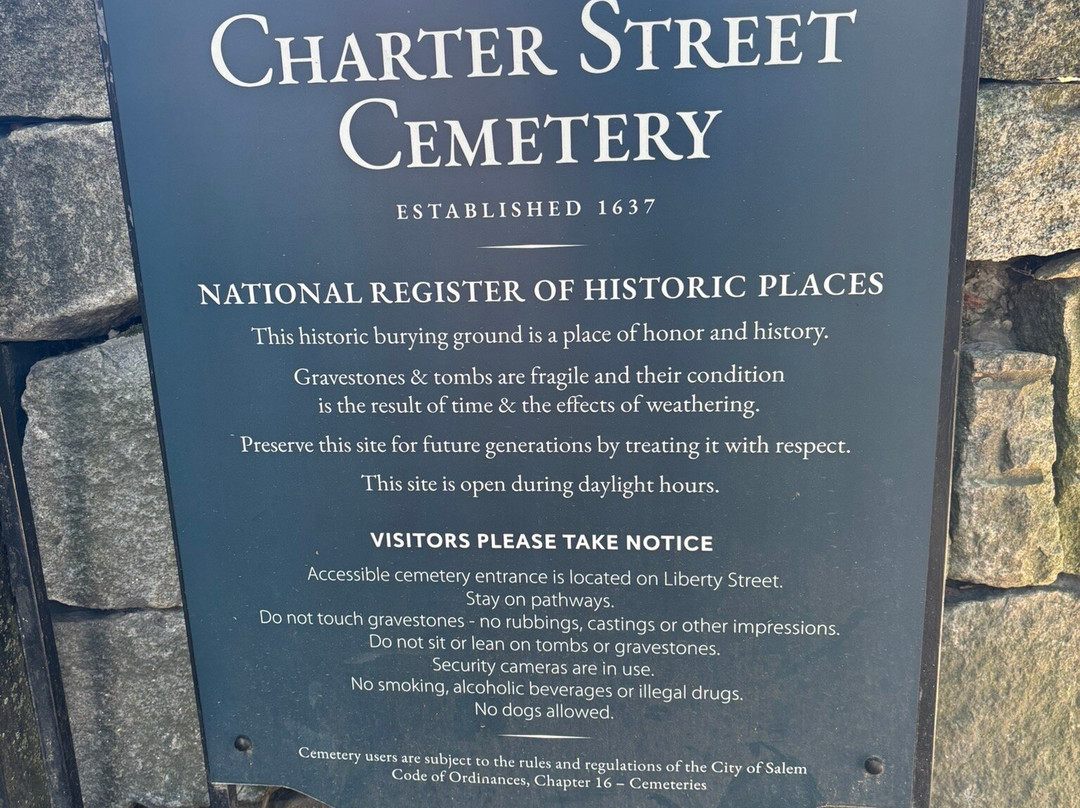 CHARTER STREET
CEMETERY
ESTABLISHED 1637
NATIONAL REGISTER OF HISTORIC PLACES
This historic burying ground is a place of honor and history.
Gravestones & tombs are fragile and their condition
is the result of time & the effects of weathering.
Preserve this site for future generations by treating it with respect.
This site is open during daylight hours.
VISITORS PLEASE TAKE NOTICE
Accessible cemetery entrance is located on Liberty Street.
Stay on pathways.
Do not touch gravestones - no rubbings, castings or other impressions.
Do not sit or lean on tombs or gravestones.
Security cameras are in use.
No smoking, alcoholic beverages or illegal drugs.
No dogs allowed.
Cemetery users are subject to the rules and regulations of the City of Salem
Code of Ordinances, Chapter 16 – Cemeteries